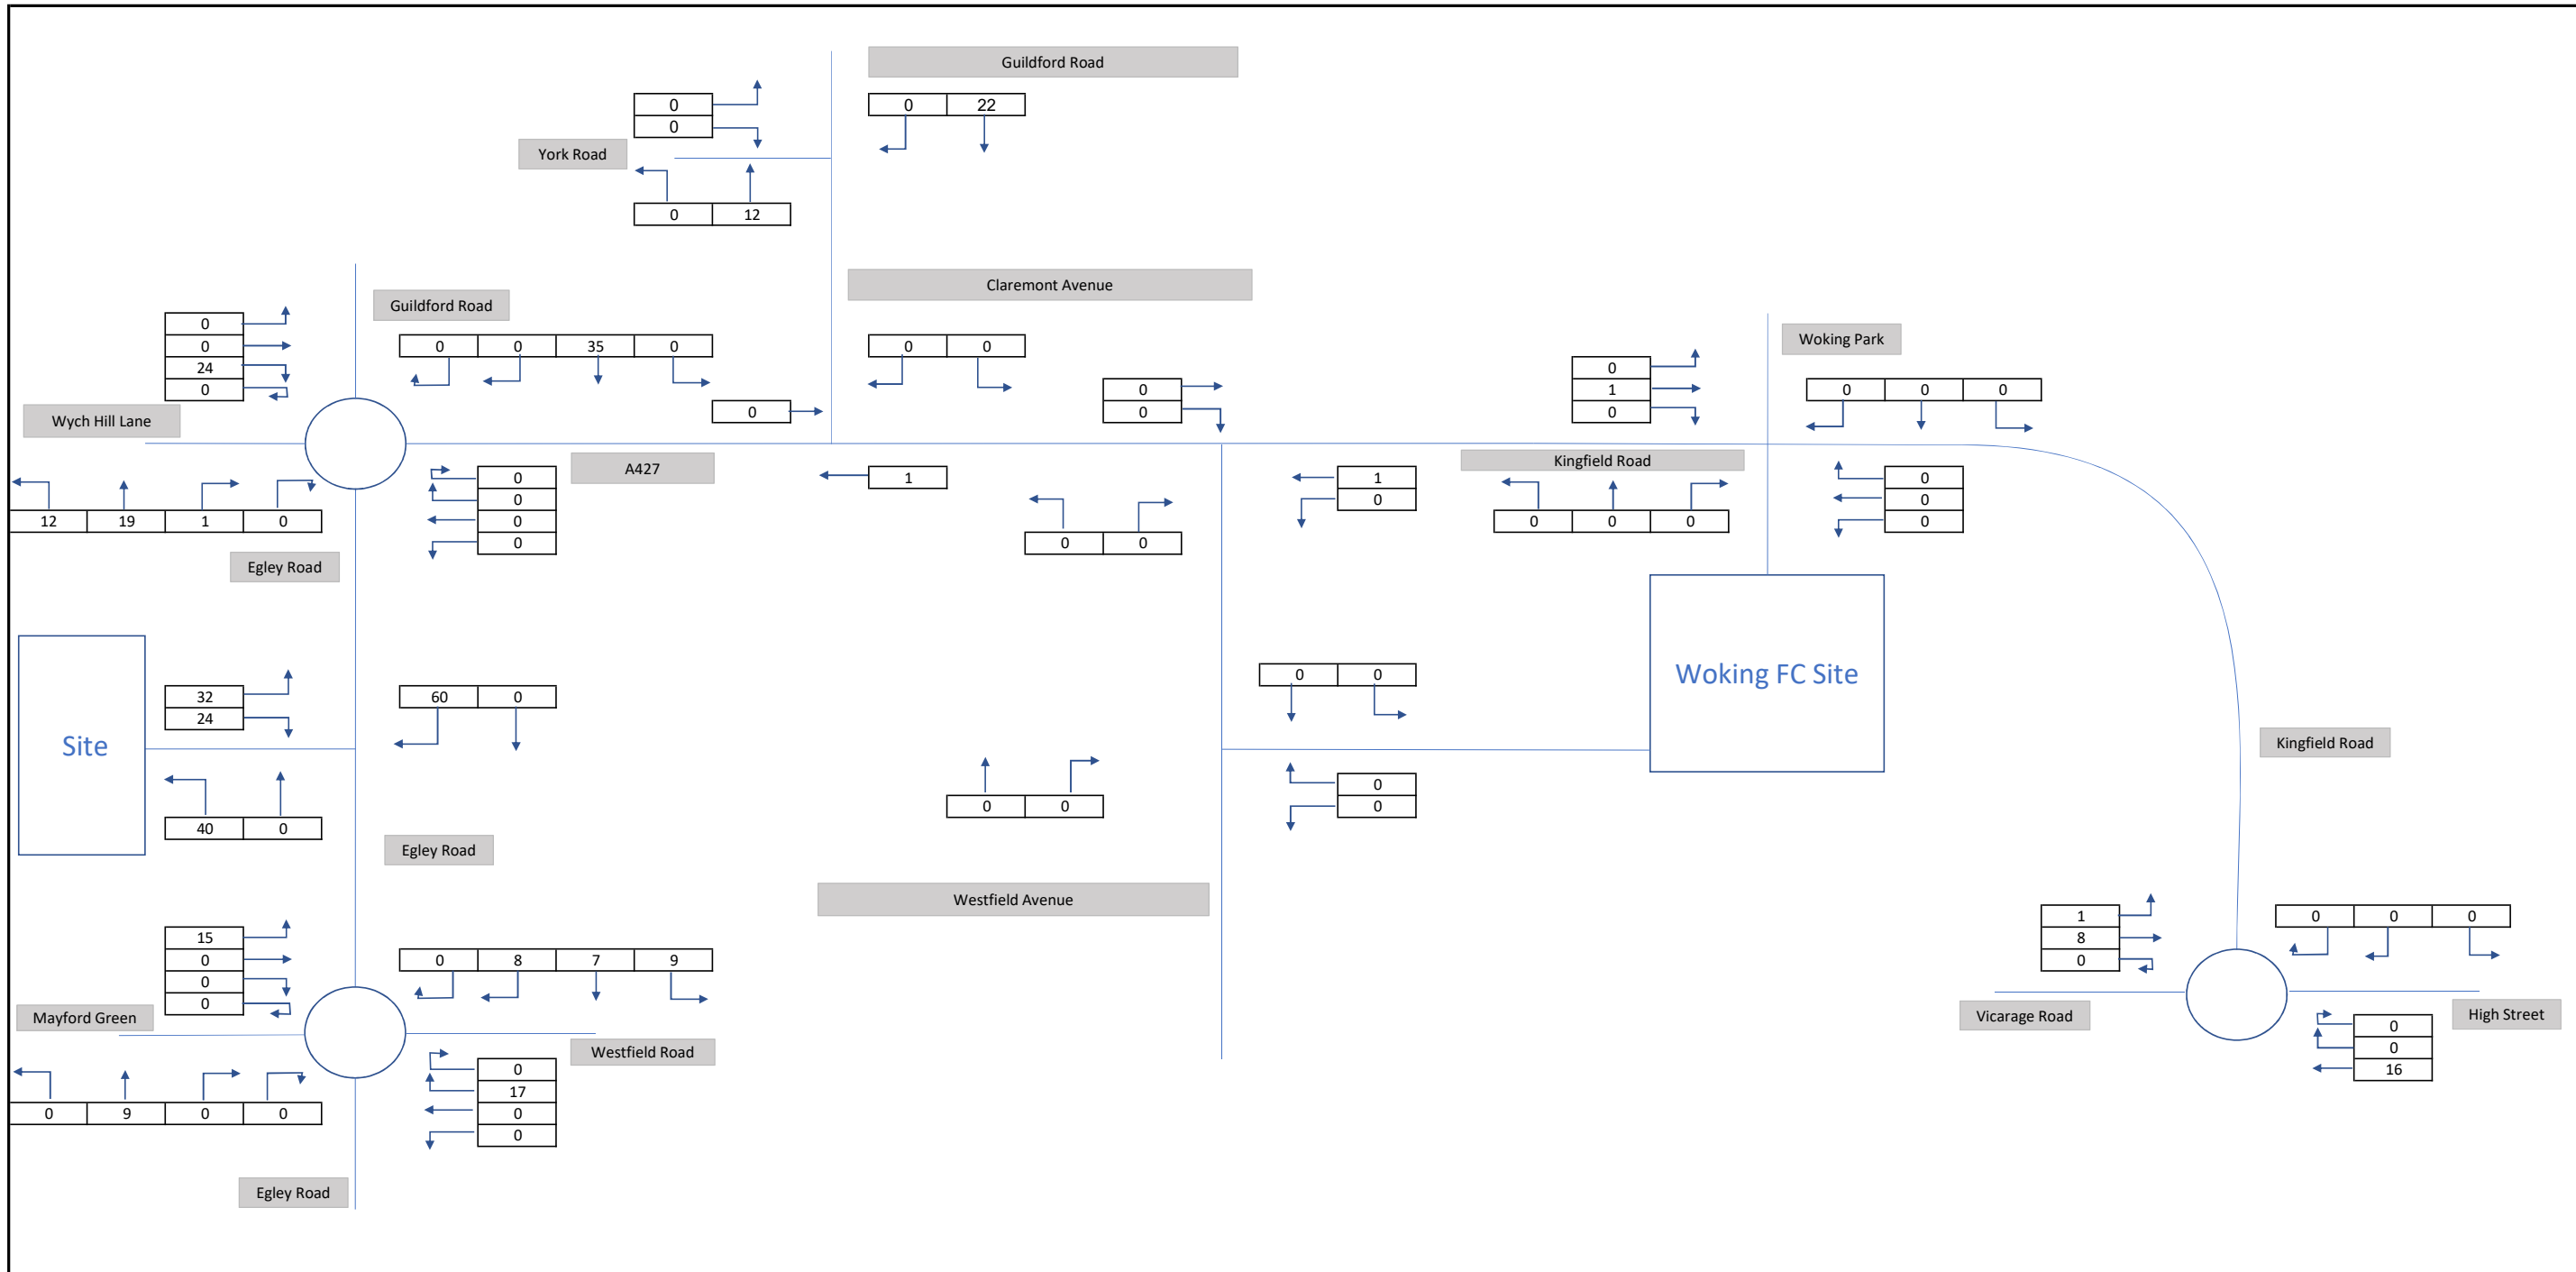 Guildford Road
0
0 22
0
York Road
0 12
Claremont Avenue
Guildford Road
0
0
24
0
0 0 35 0
0 0
0
0
0
Woking Park
0
1
0
0 0 0
Wych Hill Lane
A427
Kingfield Road
0
0
0
0
1
1
0
0
0
0
12 19 1 0
0 0
0 0 0
Egley Road
Site
32
24
60 0
0 0
Woking FC Site
Kingfield Road
0
0
40 0
0 0
Egley Road
Westfield Avenue
15
0
0
0
0 8 7 9
1
8
0
0 0 0
Mayford Green
Vicarage Road
High Street
Westfield Road
0
0
16
0
17
0
0
0 9 0 0
Egley Road